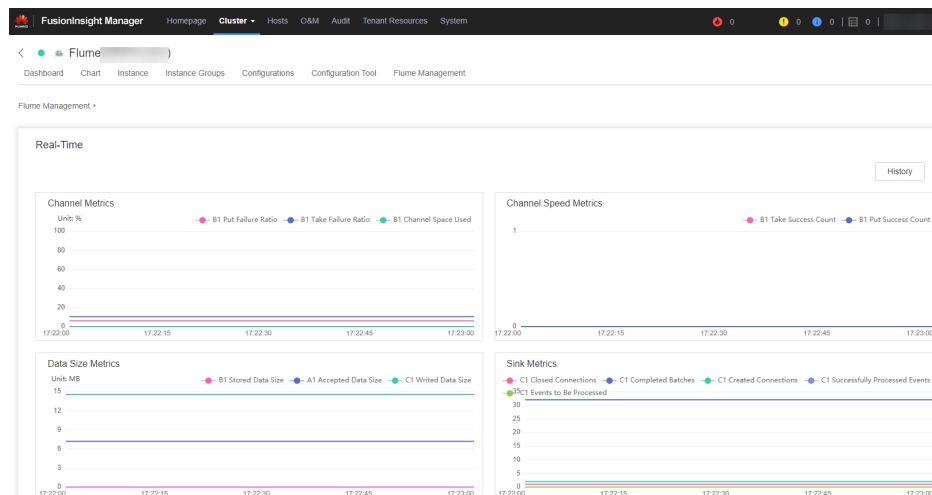 HUAWEI FusionInsight Manager Homepage Cluster Hosts O&M Audit Tenant Resources System 0 0 0 0
Flume )
Dashboard Chart Instance Instance Groups Configurations Configuration Tool Flume Management
Flume Management
Real-Time
History
Channel Metrics
Unit: %
B1 Put Failure Ratio B1 Take Failure Ratio B1 Channel Space Used
100
80
60
40
20
0
17:22:00 17:22:15 17:22:30 17:22:45 17:23:00
Channel Speed Metrics
B1 Take Success Count B1 Put Success Count
1
0
17:22:00 17:22:15 17:22:30 17:22:45 17:23:00
Data Size Metrics
Unit: MB
B1 Stored Data Size A1 Accepted Data Size C1 Writed Data Size
15
12
9
6
3
0
17:22:00 17:22:15 17:22:30 17:22:45 17:23:00
Sink Metrics
C1 Closed Connections C1 Completed Batches C1 Created Connections C1 Successfully Processed Events
C1 Events to Be Processed
35
30
25
20
15
10
5
0
17:22:00 17:22:15 17:22:30 17:22:45 17:23:00